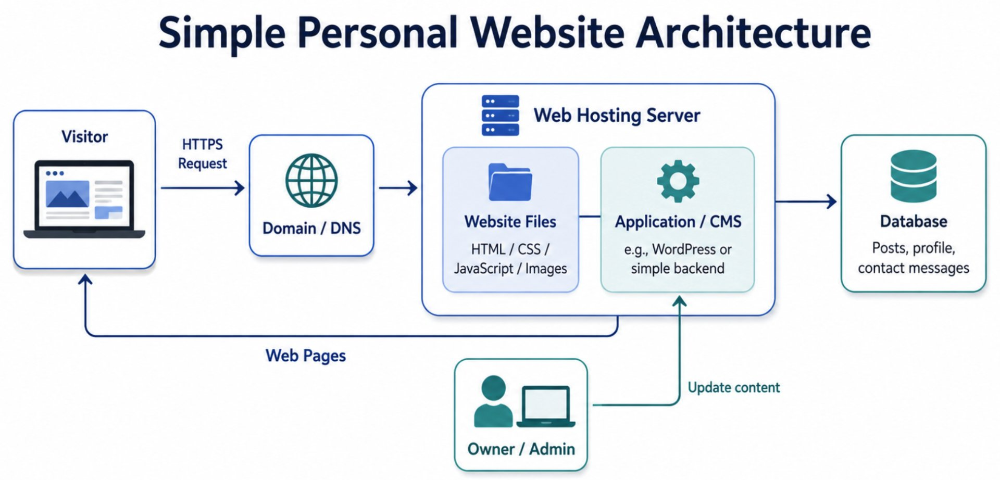 Simple Personal Website Architecture
Visitor
HTTPS
Request
Domain / DNS
Web Hosting Server
Website Files
HTML / CSS /
JavaScript / Images
Application / CMS
e.g., WordPress or
simple backend
Database
Posts, profile,
contact messages
Web Pages
Update content
Owner / Admin